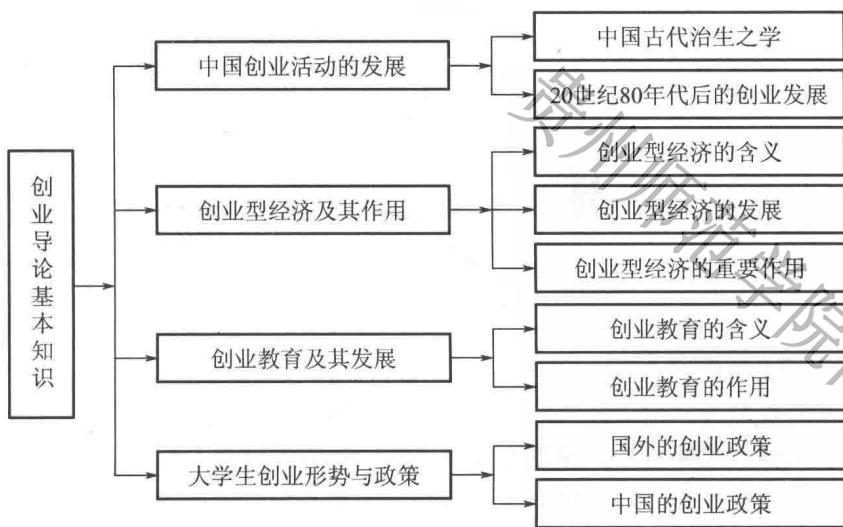 创业导论基本知识
中国创业活动的发展
中国古代治生之学
20世纪80年代后的创业发展
创业型经济及其作用
创业型经济的含义
创业型经济的发展
创业型经济的重要作用
创业教育及其发展
创业教育的含义
创业教育的作用
大学生创业形势与政策
国外的创业政策
中国的创业政策
贵州师范学院